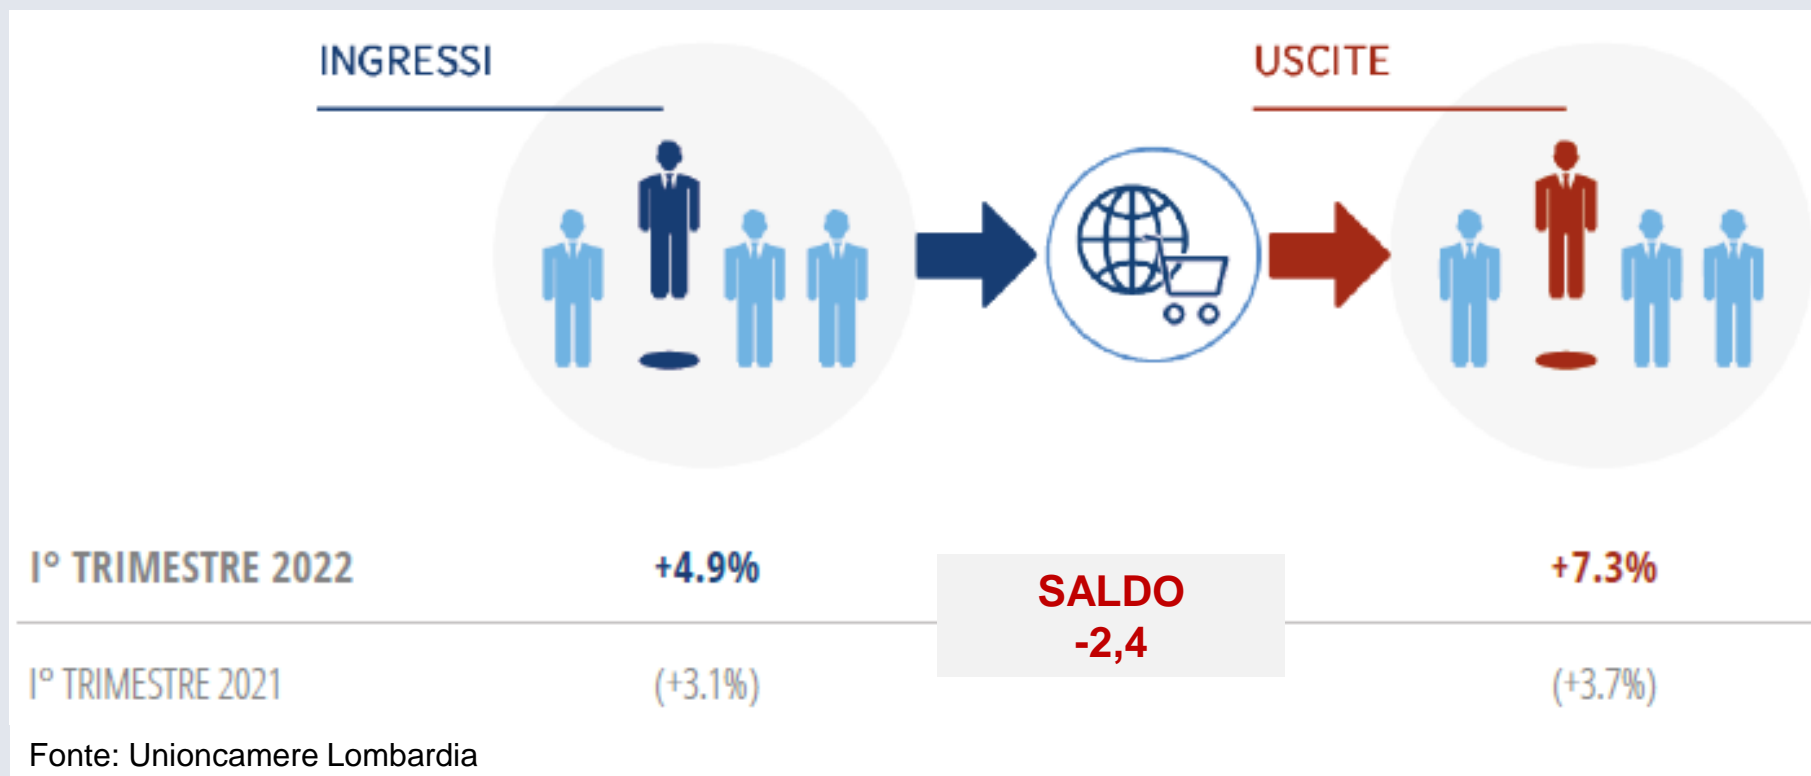 INGRESSI
USCITE
I° TRIMESTRE 2022
+4.9%
+7.3%
SALDO
-2,4
I° TRIMESTRE 2021
(+3.1%)
(+3.7%)
Fonte: Unioncamere Lombardia